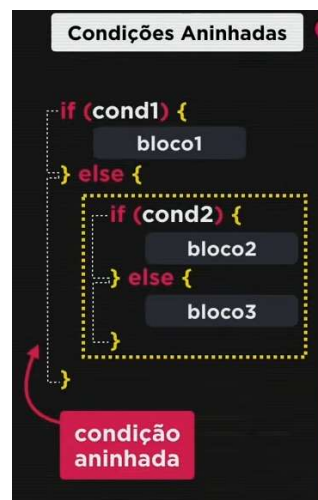 Condições Aninhadas
if (cond1) {
bloco1
} else {
if (cond2) {
bloco2
} else {
bloco3
}
}
condição
aninhada